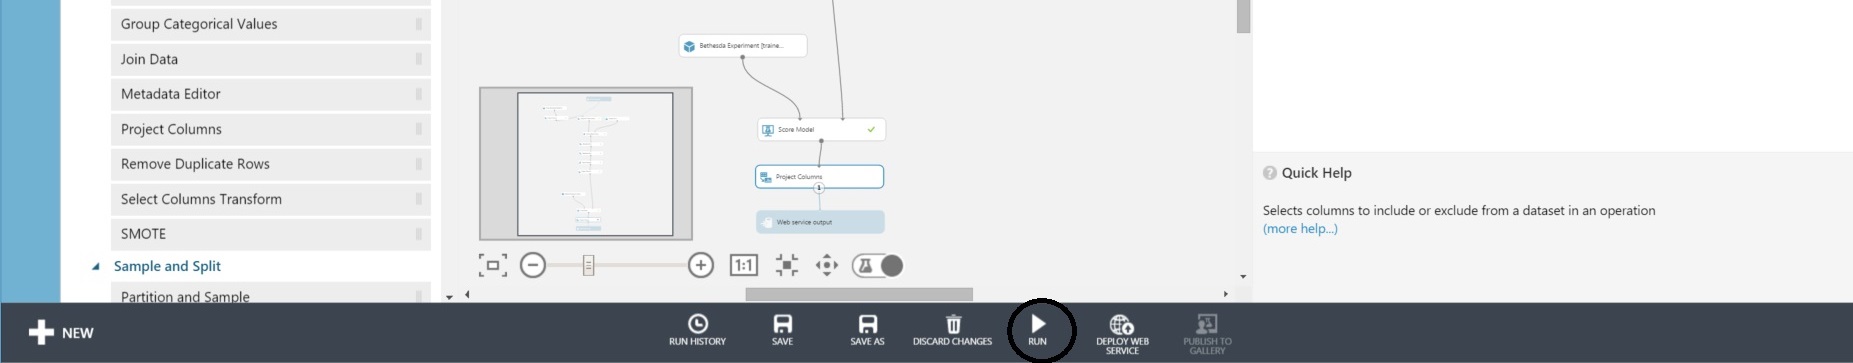 Group Categorical Values
Join Data
Metadata Editor
Project Columns
Remove Duplicate Rows
Select Columns Transform
SMOTE
Sample and Split
Partition and Sample
Bethesda Experiment [traine...
Score Model
Project Columns
1
Web service output
1:1
Quick Help
Selects columns to include or exclude from a dataset in an operation
(more help...)
NEW
RUN HISTORY
SAVE
SAVE AS
DISCARD CHANGES
RUN
DEPLOY WEB
SERVICE
PUBLISH TO
GALLERY